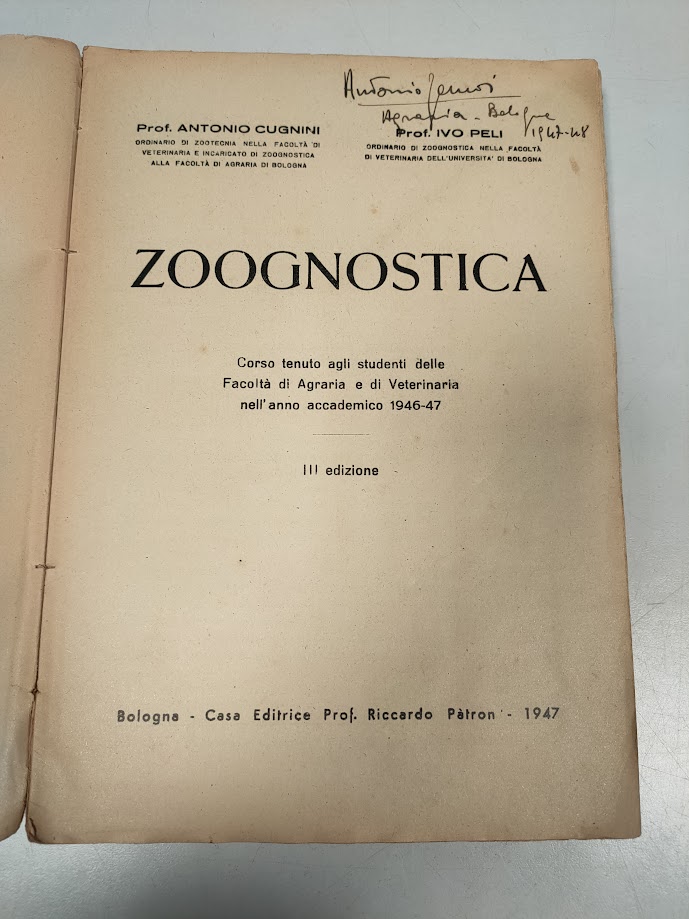 Antonio
Agraria - Bologna
1947-48
Prof. ANTONIO CUGNINI
ORDINARIO DI ZOOTECNIA NELLA FACOLTÀ DI
VETERINARIA E INCARICATO DI ZOOGNOSTICA
ALLA FACOLTÀ DI AGRARIA DI BOLOGNA
Prof. IVO PELI
ORDINARIO DI ZOOGNOSTICA NELLA FACOLTÀ
DI VETERINARIA DELL'UNIVERSITA' DI BOLOGNA
ZOOGNOSTICA
Corso tenuto agli studenti delle
Facoltà di Agraria e di Veterinaria
nell'anno accademico 1946-47
III edizione
Bologna - Casa Editrice Prof. Riccardo Pàtron - 1947